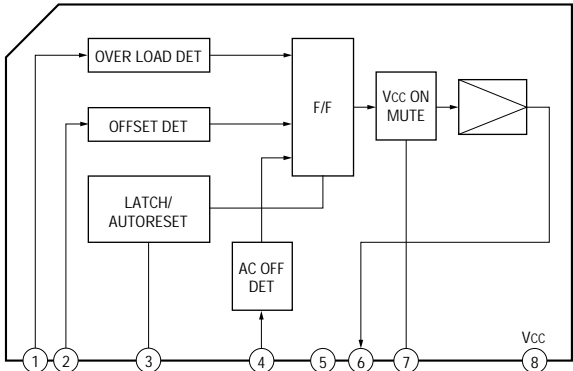 OVER LOAD DET
OFFSET DET
LATCH/
AUTORESET
F/F
VCC ON
MUTE
AC OFF
DET
VCC
1 2 3 4 5 6 7 8